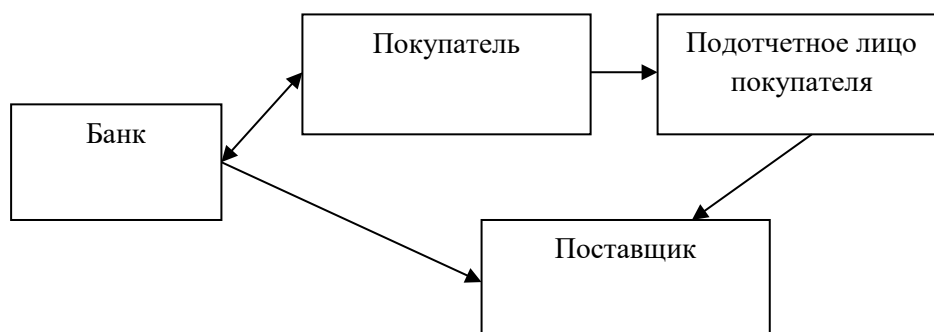 Покупатель
Подотчетное лицо
покупателя
Банк
Поставщик